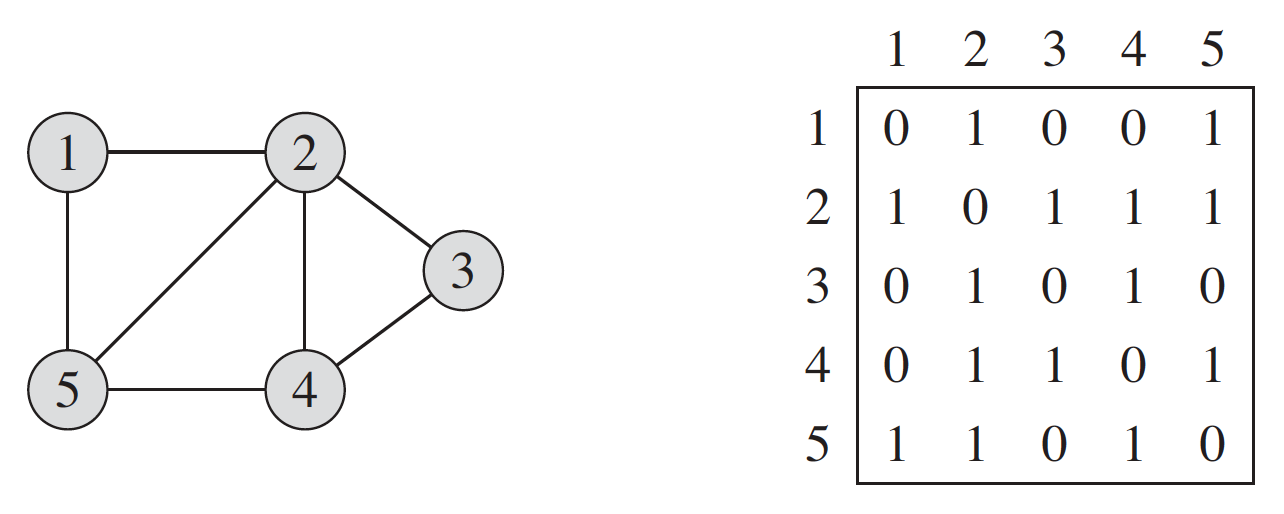 1 2
3
5 4
1 2 3 4 5
1 0 1 0 0 1
2 1 0 1 1 1
3 0 1 0 1 0
4 0 1 1 0 1
5 1 1 0 1 0